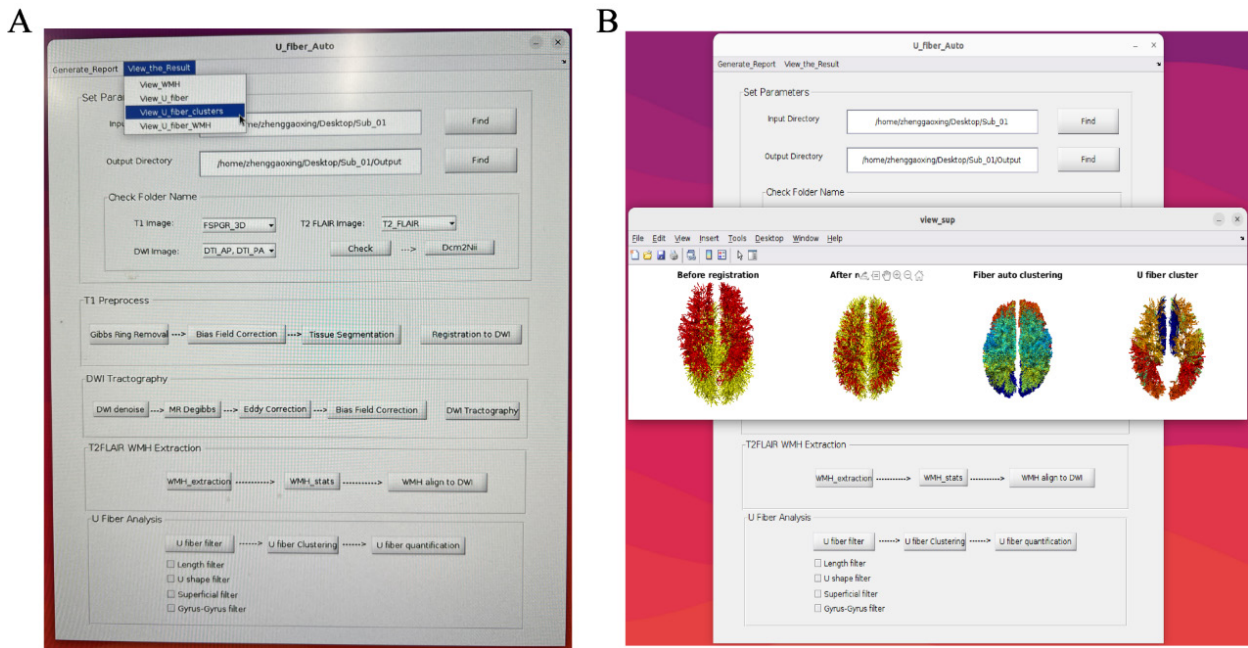 A
U_fiber_Auto
Generate_Report View_the_Result
View_WMH
View_U_fiber
View_U_fiber_clusters
View_U_fiber_WMH
Set
Input Directory /home/zhenggaoxing/Desktop/Sub_01 Find
Output Directory /home/zhenggaoxing/Desktop/Sub_01/Output Find
Check Folder Name
T1 Image: FSPGR_3D T2 FLAIR Image: T2_FLAIR
DWI Image: DTI_AP, DTI_PA Check ---> Dcm2Nii
T1 Preprocess
Gibbs Ring Removal ---> Bias Field Correction ---> Tissue Segmentation Registration to DWI
DWI Tractography
DWI denoise ---> MR Degibbs ---> Eddy Correction ---> Bias Field Correction DWI Tractography
T2FLAIR WMH Extraction
WMH_extraction ----------> WMH_stats ----------> WMH align to DWI
U Fiber Analysis
U fiber filter ------> U fiber Clustering ------> U fiber quantification
Length filter
U shape filter
Superficial filter
Gyrus-Gyrus filter
B
U_fiber_Auto
Generate_Report View_the_Result
Set Parameters
Input Directory /home/zhenggaoxing/Desktop/Sub_01 Find
Output Directory /home/zhenggaoxing/Desktop/Sub_01/Output Find
Check Folder Name
view_sup
File Edit View Insert Tools Desktop Window Help
Before registration After Fiber auto clustering U fiber cluster
T2FLAIR WMH Extraction
WMH_extraction ----------> WMH_stats ----------> WMH align to DWI
U Fiber Analysis
U fiber filter ------> U fiber Clustering ------> U fiber quantification
Length filter
U shape filter
Superficial filter
Gyrus-Gyrus filter